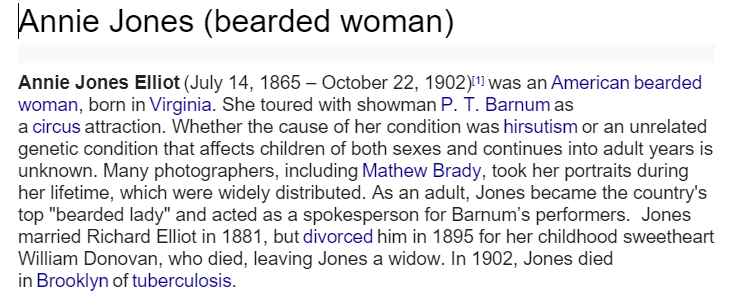 Annie Jones (bearded woman)
Annie Jones Elliot (July 14, 1865 – October 22, 1902)[1] was an American bearded
woman, born in Virginia. She toured with showman P. T. Barnum as
a circus attraction. Whether the cause of her condition was hirsutism or an unrelated
genetic condition that affects children of both sexes and continues into adult years is
unknown. Many photographers, including Mathew Brady, took her portraits during
her lifetime, which were widely distributed. As an adult, Jones became the country's
top "bearded lady" and acted as a spokesperson for Barnum’s performers.  Jones
married Richard Elliot in 1881, but divorced him in 1895 for her childhood sweetheart
William Donovan, who died, leaving Jones a widow. In 1902, Jones died
in Brooklyn of tuberculosis.